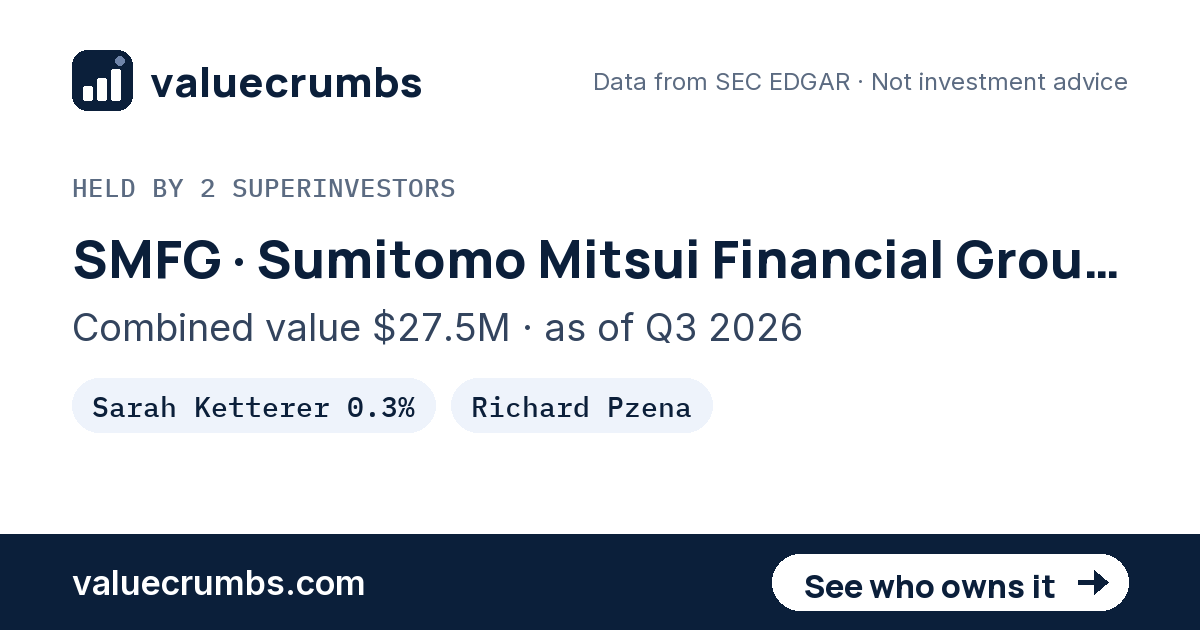 valuecrumbs
Data from SEC EDGAR · Not investment advice
HELD BY 2 SUPERINVESTORS
SMFG · Sumitomo Mitsui Financial Grou…
Combined value $27.5M · as of Q3 2026
Sarah Ketterer 0.3%
Richard Pzena
valuecrumbs.com
See who owns it →